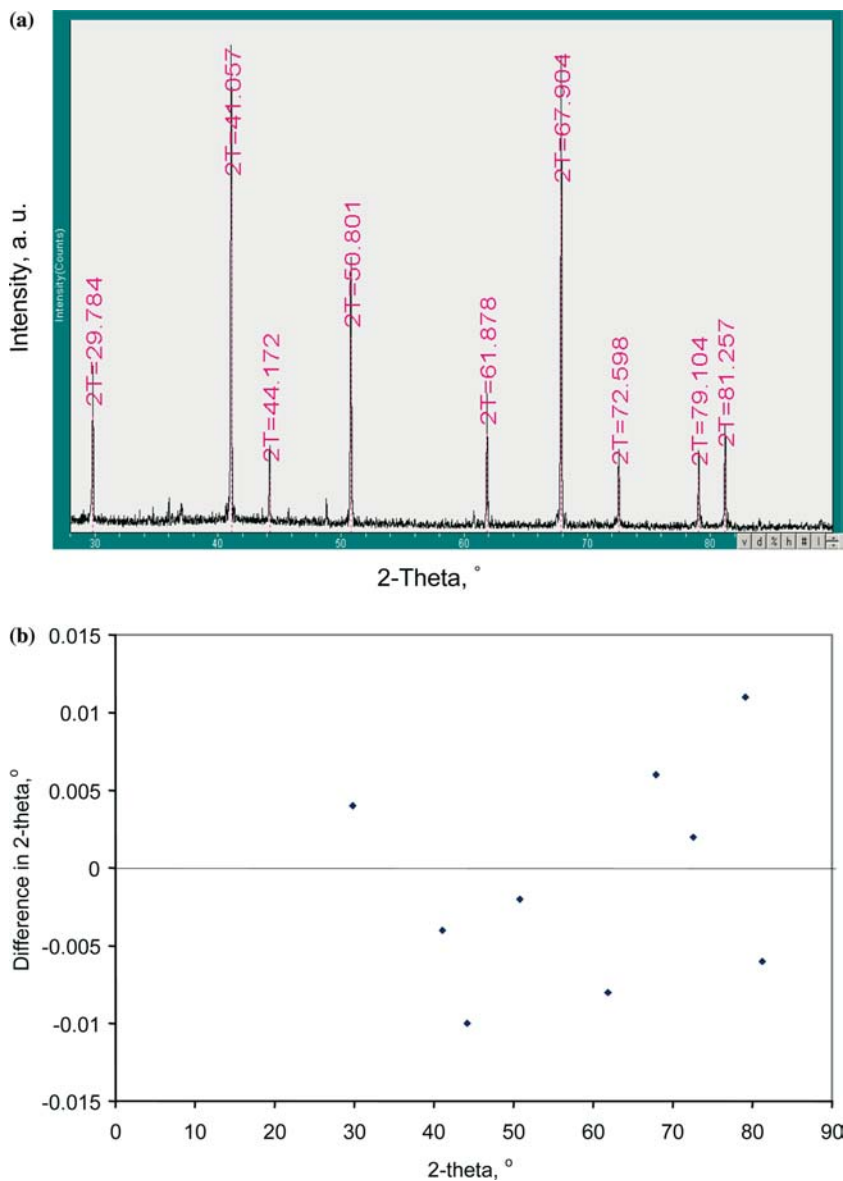 (a)
2T=29.784
2T=41.057
2T=44.172
2T=50.801
2T=61.878
2T=67.904
2T=72.598
2T=79.104
2T=81.257
Intensity, a. u.
Intensity(Counts)
30 40 50 60 70 80
v d % h # l
2-Theta, °
(b)
0.015
0.01
0.005
0
-0.005
-0.01
-0.015
Difference in 2-theta,°
0 10 20 30 40 50 60 70 80 90
2-theta, °